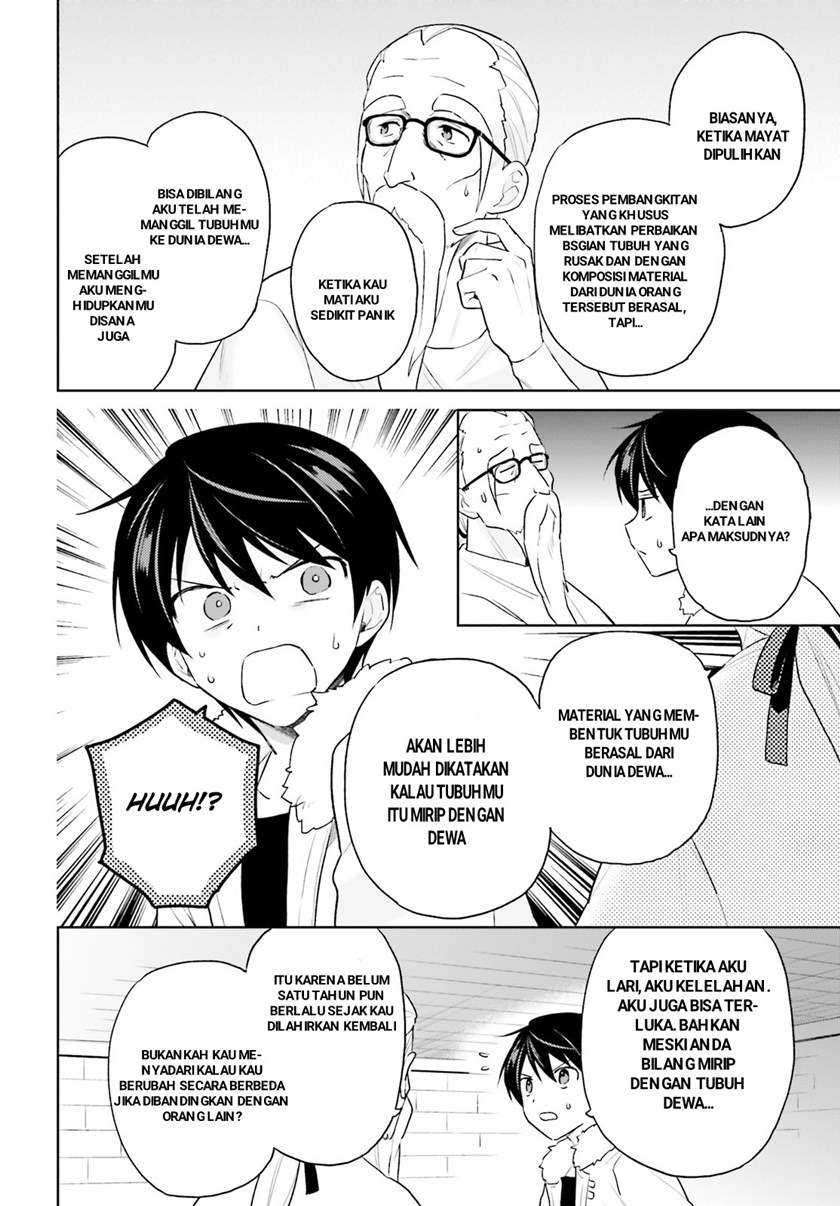 BIASANYA,
KETIKA MAYAT
DIPULIHKAN
PROSES PEMBANGKITAN
YANG KHUSUS
MELIBATKAN PERBAIKAN
BSGIAN TUBUH YANG
RUSAK DAN DENGAN
KOMPOSISI MATERIAL
DARI DUNIA ORANG
TERSEBUT BERASAL,
TAPI...
KETIKA KAU
MATI AKU
SEDIKIT PANIK
BISA DIBILANG
AKU TELAH ME-
MANGGIL TUBUHMU
KE DUNIA DEWA...
SETELAH
MEMANGGILMU
AKU MENG-
HIDUPKANMU
DISANA
JUGA
...DENGAN
KATA LAIN
APA MAKSUDNYA?
MATERIAL YANG MEM-
BENTUK TUBUHMU
BERASAL DARI
DUNIA DEWA...
AKAN LEBIH
MUDAH DIKATAKAN
KALAU TUBUHMU
ITU MIRIP DENGAN
DEWA
HUUH!?
TAPI KETIKA AKU
LARI, AKU KELELAHAN.
AKU JUGA BISA TER-
LUKA. BAHKAN
MESKI ANDA
BILANG MIRIP
DENGAN TUBUH
DEWA...
ITU KARENA BELUM
SATU TAHUN PUN
BERLALU SEJAK KAU
DILAHIRKAN KEMBALI
BUKANKAH KAU ME-
NYADARI KALAU KAU
BERUBAH SECARA BERBEDA
JIKA DIBANDINGKAN DENGAN
ORANG LAIN?